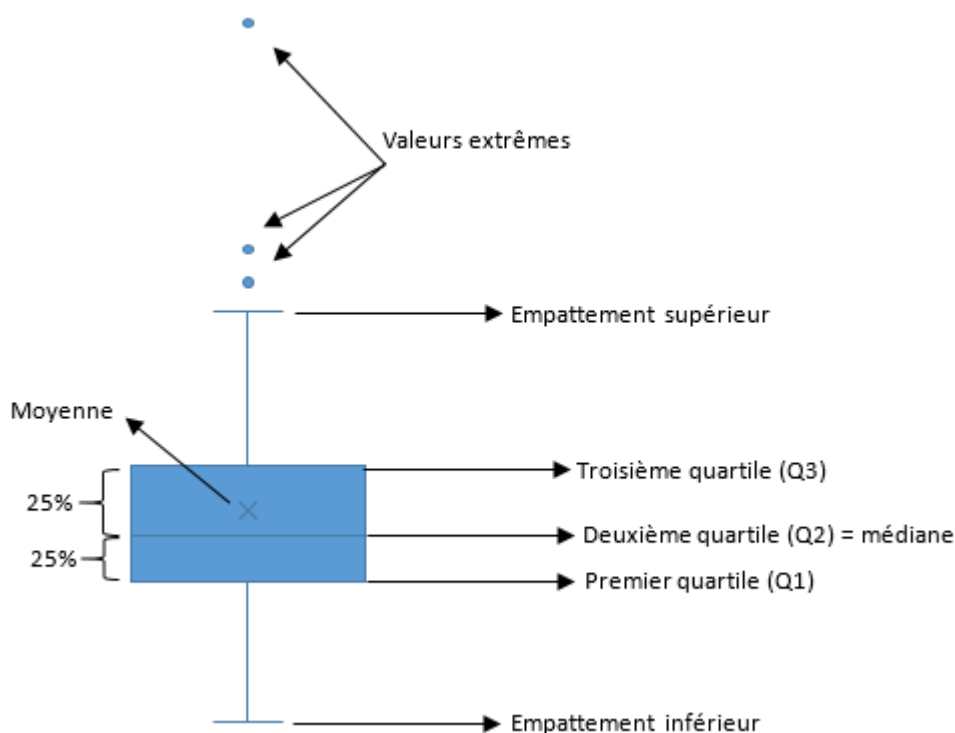 Valeurs extrêmes
Empattement supérieur
Moyenne
Troisième quartile (Q3)
25%
Deuxième quartile (Q2) = médiane
25%
Premier quartile (Q1)
Empattement inférieur